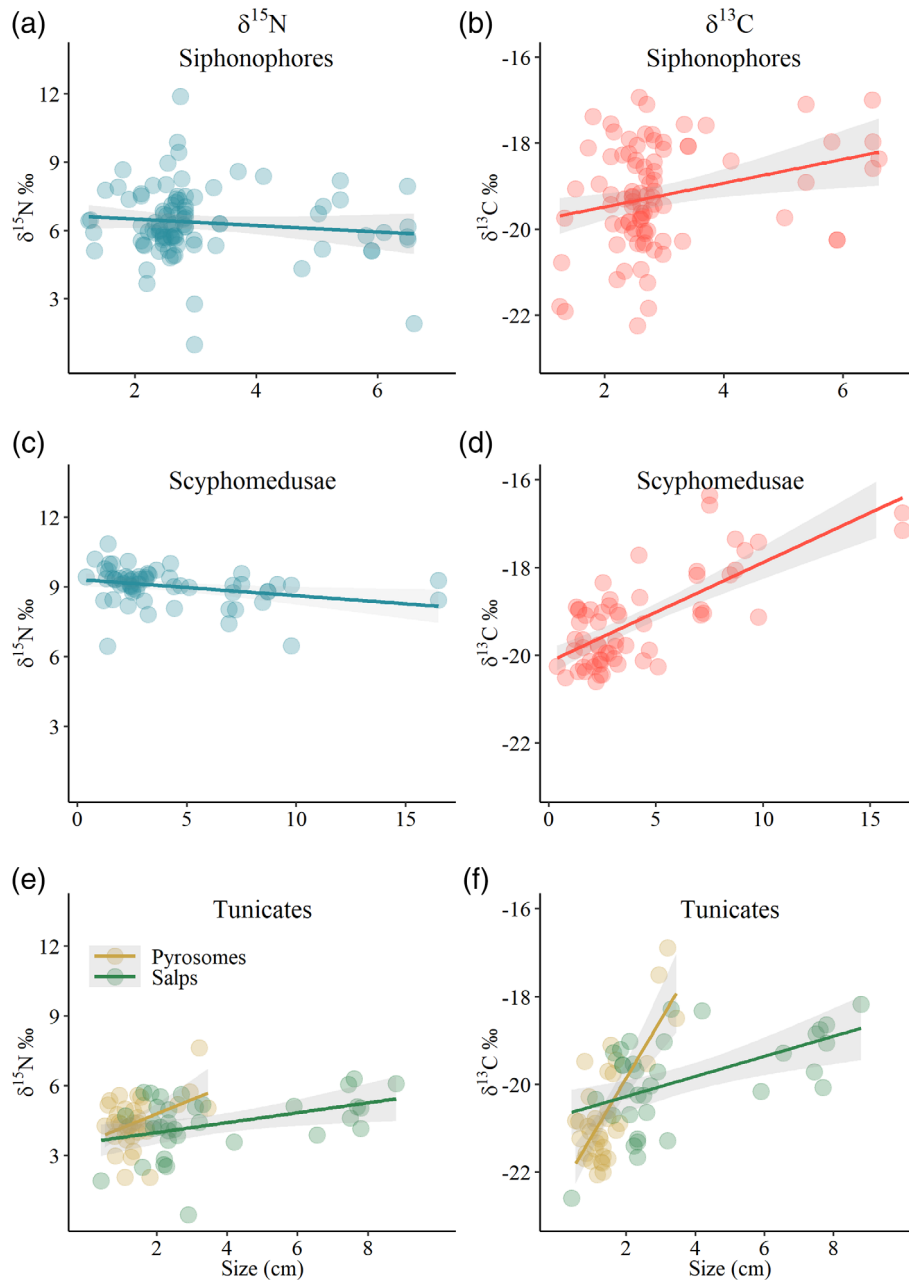 (a) δ15N (b) δ13C
Siphonophores Siphonophores
12
9
6
3
δ15N ‰
2 4 6
-16
-18
-20
-22
δ13C ‰
2 4 6
(c) (d)
Scyphomedusae Scyphomedusae
12
9
6
3
δ15N ‰
0 5 10 15
-16
-18
-20
-22
δ13C ‰
0 5 10 15
(e) (f)
Tunicates Tunicates
Pyrosomes
Salps
12
9
6
3
δ15N ‰
2 4 6 8
Size (cm)
-16
-18
-20
-22
δ13C ‰
2 4 6 8
Size (cm)